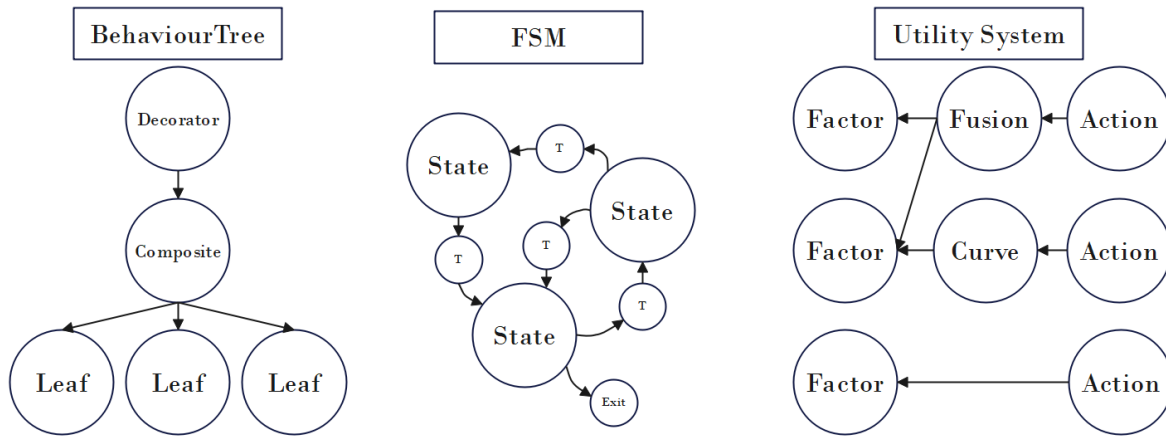 BehaviourTree
Decorator
Composite
Leaf
Leaf
Leaf
FSM
State
T
State
T
T
State
T
Exit
Utility System
Factor
Fusion
Action
Factor
Curve
Action
Factor
Action